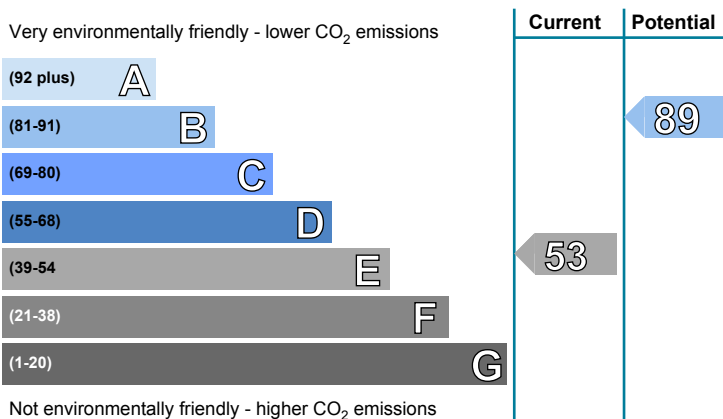 Very environmentally friendly - lower CO2 emissions
Current
Potential
(92 plus) A
(81-91) B
89
(69-80) C
(55-68) D
53
(39-54 E
(21-38) F
(1-20) G
Not environmentally friendly - higher CO2 emissions